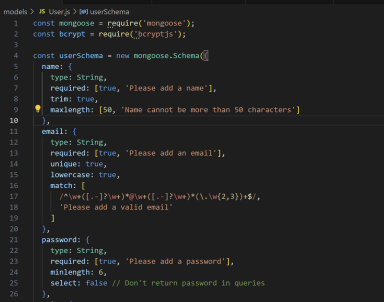 models > JS User.js > userSchema
1 const mongoose = require('mongoose');
2 const bcrypt = require('bcryptjs');
3
4 const userSchema = new mongoose.Schema({
5 name: {
6 type: String,
7 required: [true, 'Please add a name'],
8 trim: true,
9 maxlength: [50, 'Name cannot be more than 50 characters']
10 },
11 email: {
12 type: String,
13 required: [true, 'Please add an email'],
14 unique: true,
15 lowercase: true,
16 match: [
17 /^\w+([.-]?\w+)*@\w+([.-]?\w+)*(\.\w{2,3})+$/,
18 'Please add a valid email'
19 ]
20 },
21 password: {
22 type: String,
23 required: [true, 'Please add a password'],
24 minlength: 6,
25 select: false // Don't return password in queries
26 },